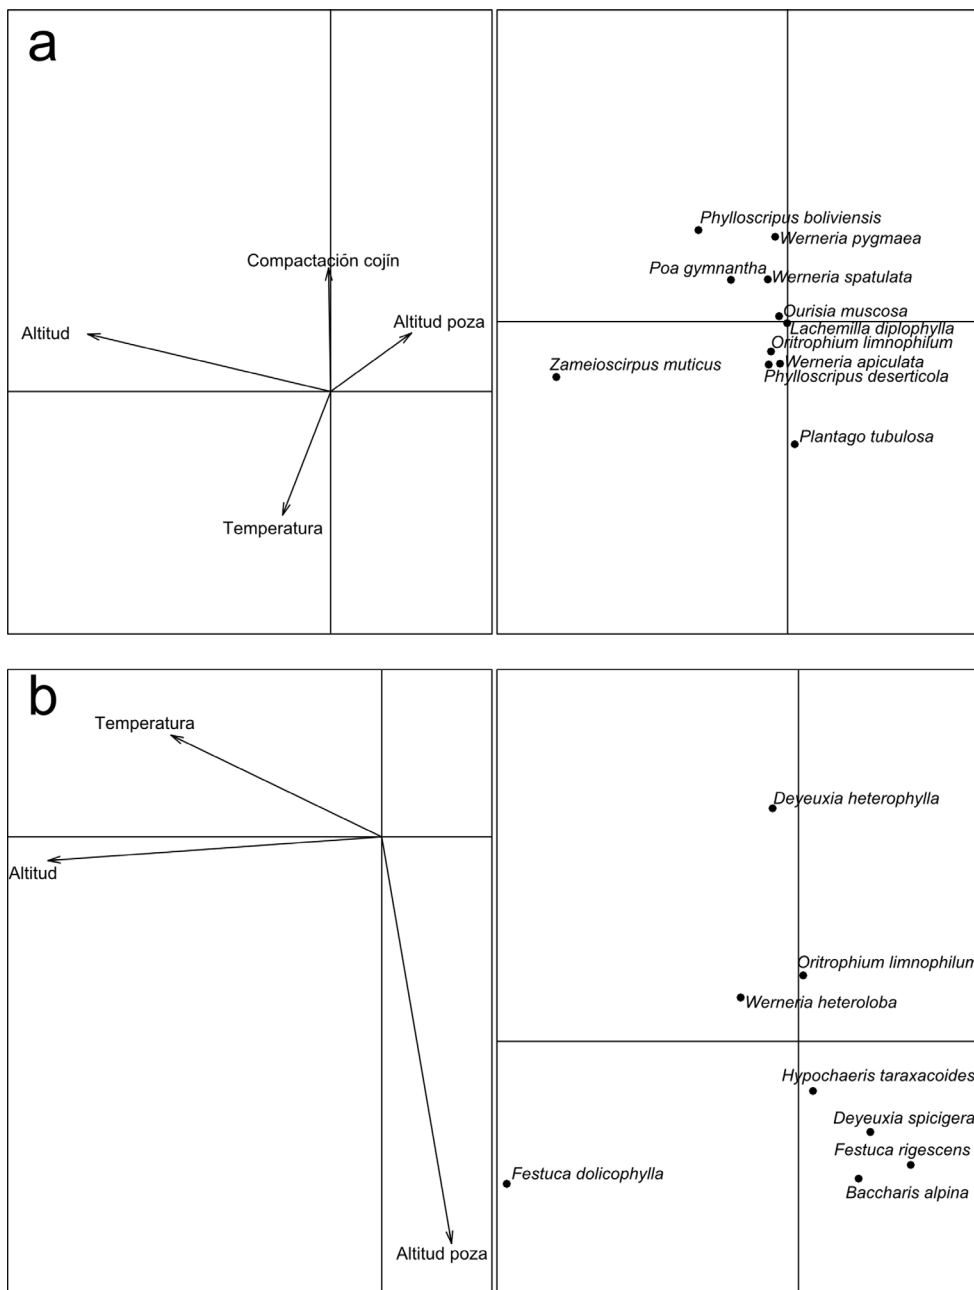 a
Compactación cojín
Altitud
Altitud poza
Temperatura
Phylloscripus boliviensis
Werneria pygmaea
Poa gymnantha
Werneria spatulata
Ourisia muscosa
Lachemilla diplophylla
Oritrophium limnophilum
Zameioscirpus muticus
Werneria apiculata
Phylloscripus deserticola
Plantago tubulosa
b
Temperatura
Altitud
Altitud poza
Deyeuxia heterophylla
Oritrophium limnophilum
Werneria heteroloba
Hypochaeris taraxacoides
Deyeuxia spicigera
Festuca rigescens
Festuca dolicophylla
Baccharis alpina